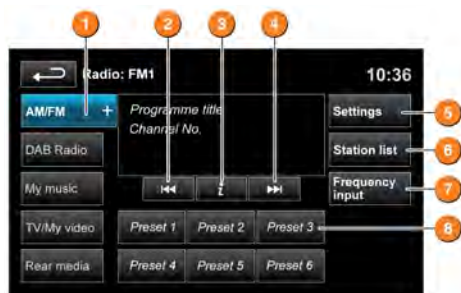 1 2 3 4
Radio: FM1 10:36
AM/FM + Programme title Settings 5
Channel No.
DAB Radio Station list 6
My music i Frequency input 7
TV/My video Preset 1 Preset 2 Preset 3 8
Rear media Preset 4 Preset 5 Preset 6